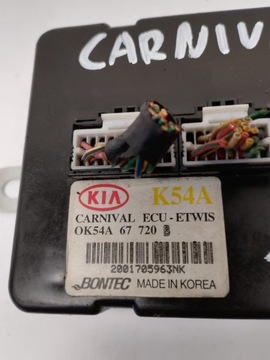 CARNIV
KIA K54A
CARNIVAL ECU-ETWIS
OK54A 67 720 B
2001705963NK
BONTEC MADE IN KOREA